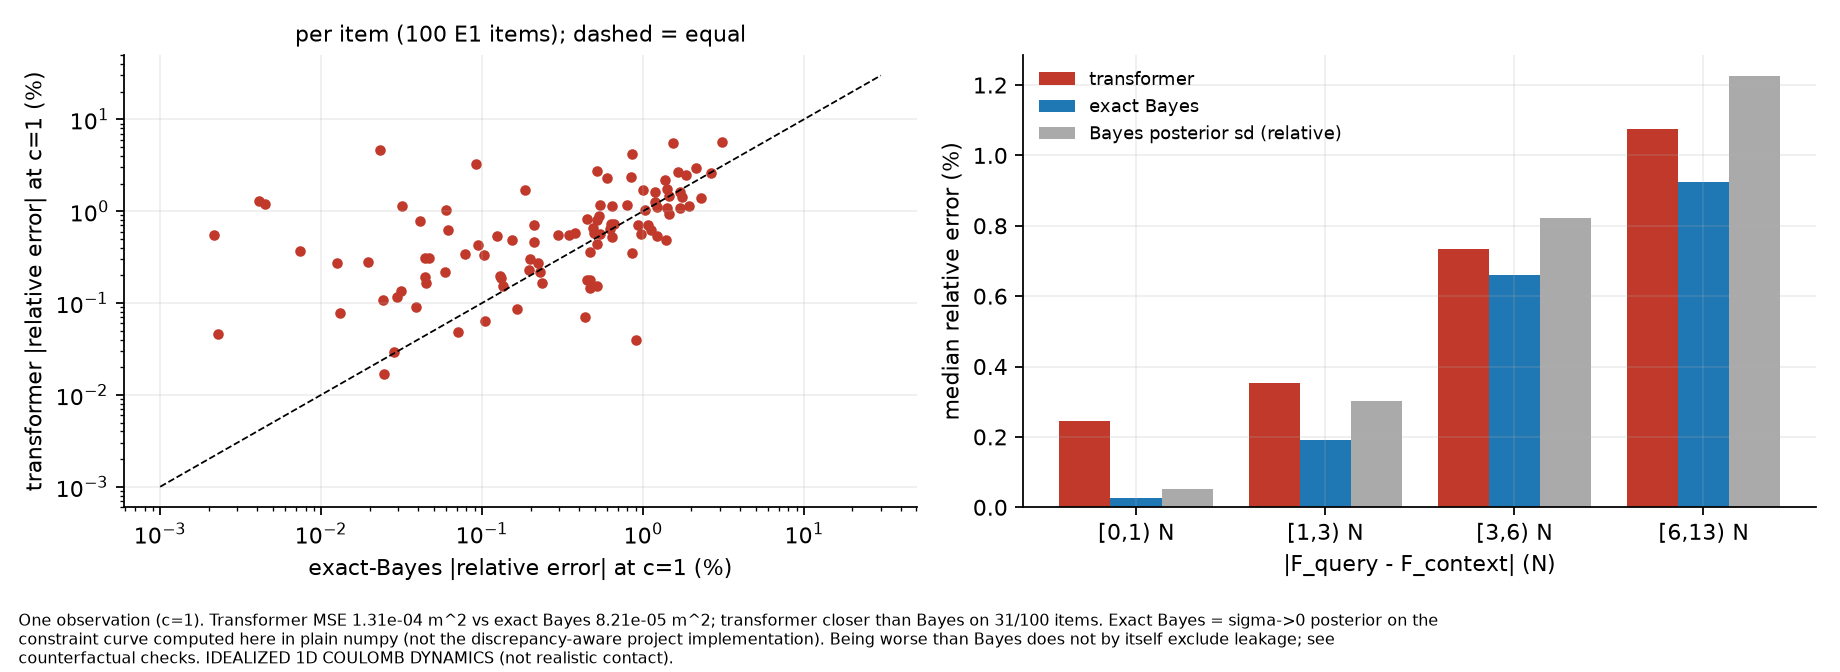 per item (100 E1 items); dashed = equal
transformer |relative error| at c=1 (%)
10^1
10^0
10^-1
10^-2
10^-3
10^-3 10^-2 10^-1 10^0 10^1
exact-Bayes |relative error| at c=1 (%)
transformer
exact Bayes
Bayes posterior sd (relative)
median relative error (%)
1.2
1.0
0.8
0.6
0.4
0.2
0.0
[0,1) N [1,3) N [3,6) N [6,13) N
|F_query - F_context| (N)
One observation (c=1). Transformer MSE 1.31e-04 m^2 vs exact Bayes 8.21e-05 m^2; transformer closer than Bayes on 31/100 items. Exact Bayes = sigma->0 posterior on the
constraint curve computed here in plain numpy (not the discrepancy-aware project implementation). Being worse than Bayes does not by itself exclude leakage; see
counterfactual checks. IDEALIZED 1D COULOMB DYNAMICS (not realistic contact).